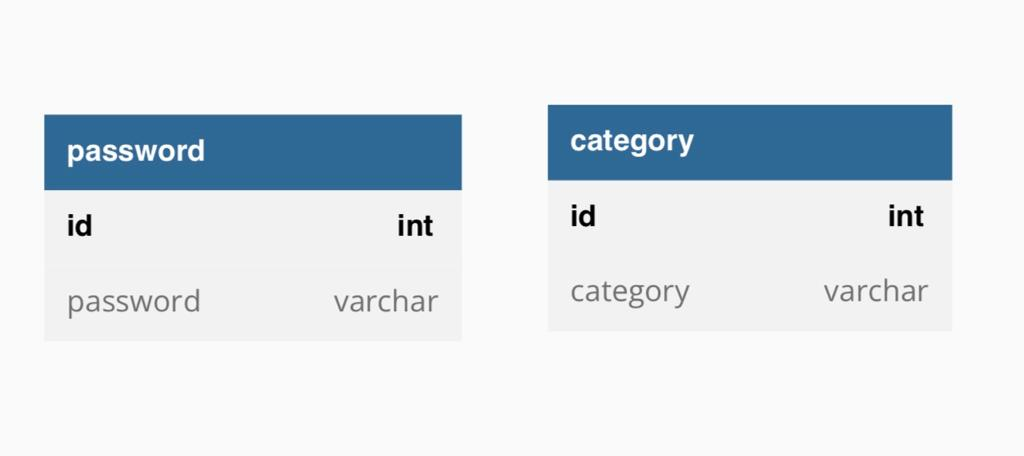 password
id int
password varchar
category
id int
category varchar